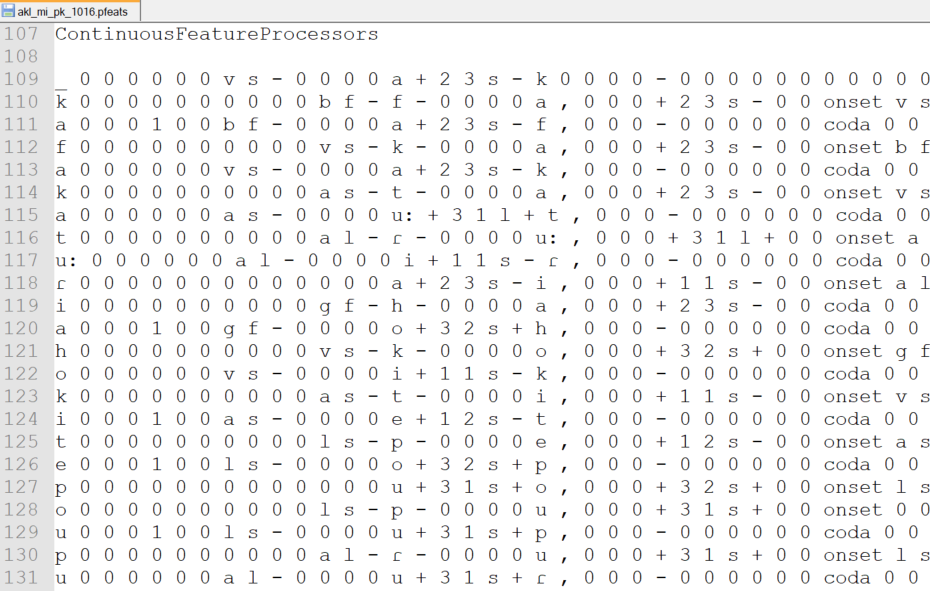 akl_mi_pk_1016.pfeats
107 ContinuousFeatureProcessors
108
109 _ 0 0 0 0 0 0 v s - 0 0 0 0 a + 2 3 s - k 0 0 0 0 - 0 0 0 0 0 0 0 0 0 0 0
110 k 0 0 0 0 0 0 0 0 0 0 b f - f - 0 0 0 0 a , 0 0 0 + 2 3 s - 0 0 onset v s
111 a 0 0 0 1 0 0 b f - 0 0 0 0 a + 2 3 s - f , 0 0 0 - 0 0 0 0 0 0 coda 0 0
112 f 0 0 0 0 0 0 0 0 0 0 v s - k - 0 0 0 0 a , 0 0 0 + 2 3 s - 0 0 onset b f
113 a 0 0 0 0 0 0 v s - 0 0 0 0 a + 2 3 s - k , 0 0 0 - 0 0 0 0 0 0 coda 0 0
114 k 0 0 0 0 0 0 0 0 0 0 a s - t - 0 0 0 0 a , 0 0 0 + 2 3 s - 0 0 onset v s
115 a 0 0 0 0 0 0 a s - 0 0 0 0 u: + 3 1 l + t , 0 0 0 - 0 0 0 0 0 0 coda 0 0
116 t 0 0 0 0 0 0 0 0 0 0 a l - r - 0 0 0 0 u: , 0 0 0 + 3 1 l + 0 0 onset a
117 u: 0 0 0 0 0 0 a l - 0 0 0 0 i + 1 1 s - r , 0 0 0 - 0 0 0 0 0 0 coda 0 0
118 r 0 0 0 0 0 0 0 0 0 0 0 0 0 a + 2 3 s - i , 0 0 0 + 1 1 s - 0 0 onset a l
119 i 0 0 0 0 0 0 0 0 0 0 g f - h - 0 0 0 0 a , 0 0 0 + 2 3 s - 0 0 coda 0 0
120 a 0 0 0 1 0 0 g f - 0 0 0 0 o + 3 2 s + h , 0 0 0 - 0 0 0 0 0 0 coda 0 0
121 h 0 0 0 0 0 0 0 0 0 0 v s - k - 0 0 0 0 o , 0 0 0 + 3 2 s + 0 0 onset g f
122 o 0 0 0 0 0 0 v s - 0 0 0 0 i + 1 1 s - k , 0 0 0 - 0 0 0 0 0 0 coda 0 0
123 k 0 0 0 0 0 0 0 0 0 0 a s - t - 0 0 0 0 i , 0 0 0 + 1 1 s - 0 0 onset v s
124 i 0 0 0 1 0 0 a s - 0 0 0 0 e + 1 2 s - t , 0 0 0 - 0 0 0 0 0 0 coda 0 0
125 t 0 0 0 0 0 0 0 0 0 0 l s - p - 0 0 0 0 e , 0 0 0 + 1 2 s - 0 0 onset a s
126 e 0 0 0 1 0 0 l s - 0 0 0 0 o + 3 2 s + p , 0 0 0 - 0 0 0 0 0 0 coda 0 0
127 p 0 0 0 0 0 0 0 0 0 0 0 0 0 u + 3 1 s + o , 0 0 0 + 3 2 s + 0 0 onset l s
128 o 0 0 0 0 0 0 0 0 0 0 l s - p - 0 0 0 0 u , 0 0 0 + 3 1 s + 0 0 onset 0 0
129 u 0 0 0 1 0 0 l s - 0 0 0 0 u + 3 1 s + p , 0 0 0 - 0 0 0 0 0 0 coda 0 0
130 p 0 0 0 0 0 0 0 0 0 0 a l - r - 0 0 0 0 u , 0 0 0 + 3 1 s + 0 0 onset l s
131 u 0 0 0 0 0 0 a l - 0 0 0 0 u + 3 1 s + r , 0 0 0 - 0 0 0 0 0 0 coda 0 0